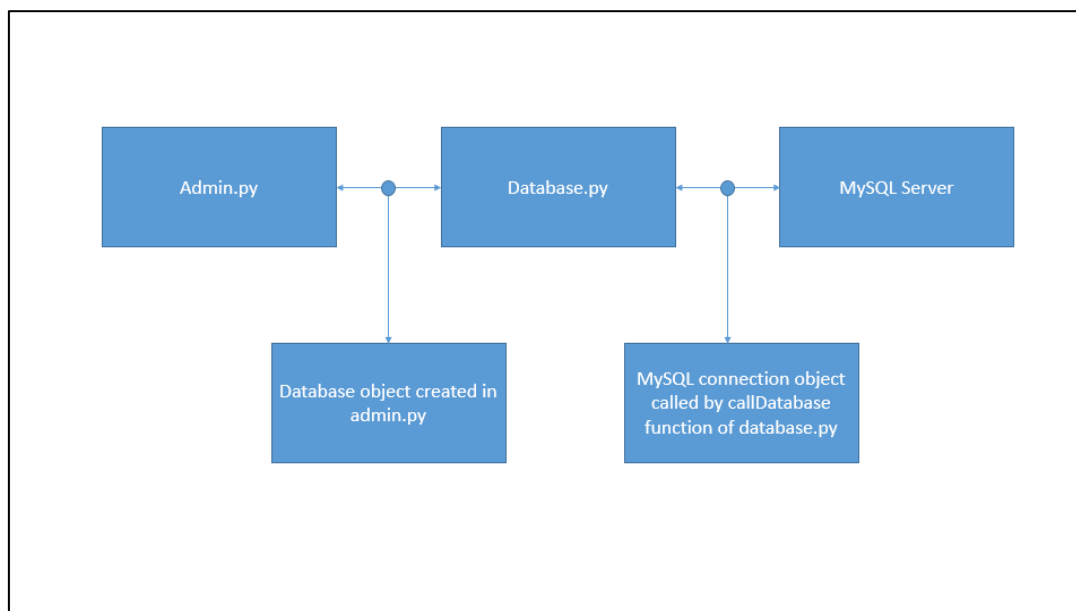 Admin.py
Database.py
MySQL Server
Database object created in
admin.py
MySQL connection object
called by callDatabase
function of database.py